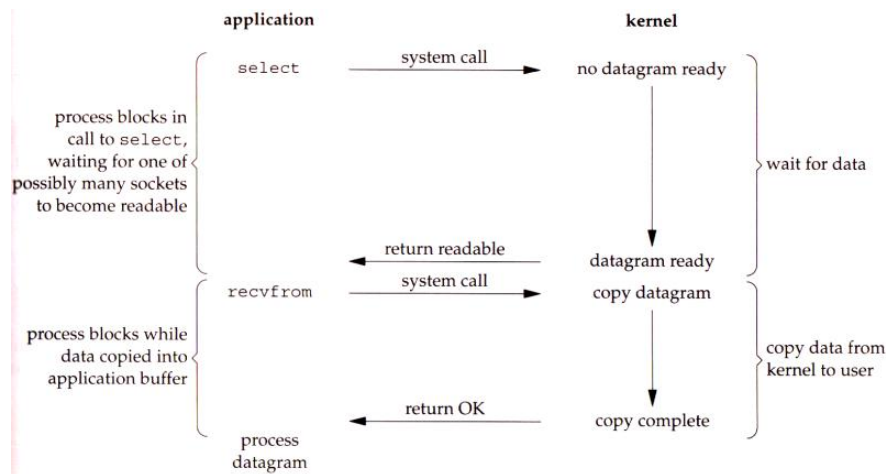 application
kernel
select
system call
no datagram ready
process blocks in
call to select,
waiting for one of
possibly many sockets
to become readable
wait for data
return readable
datagram ready
recvfrom
system call
copy datagram
process blocks while
data copied into
application buffer
copy data from
kernel to user
return OK
copy complete
process
datagram